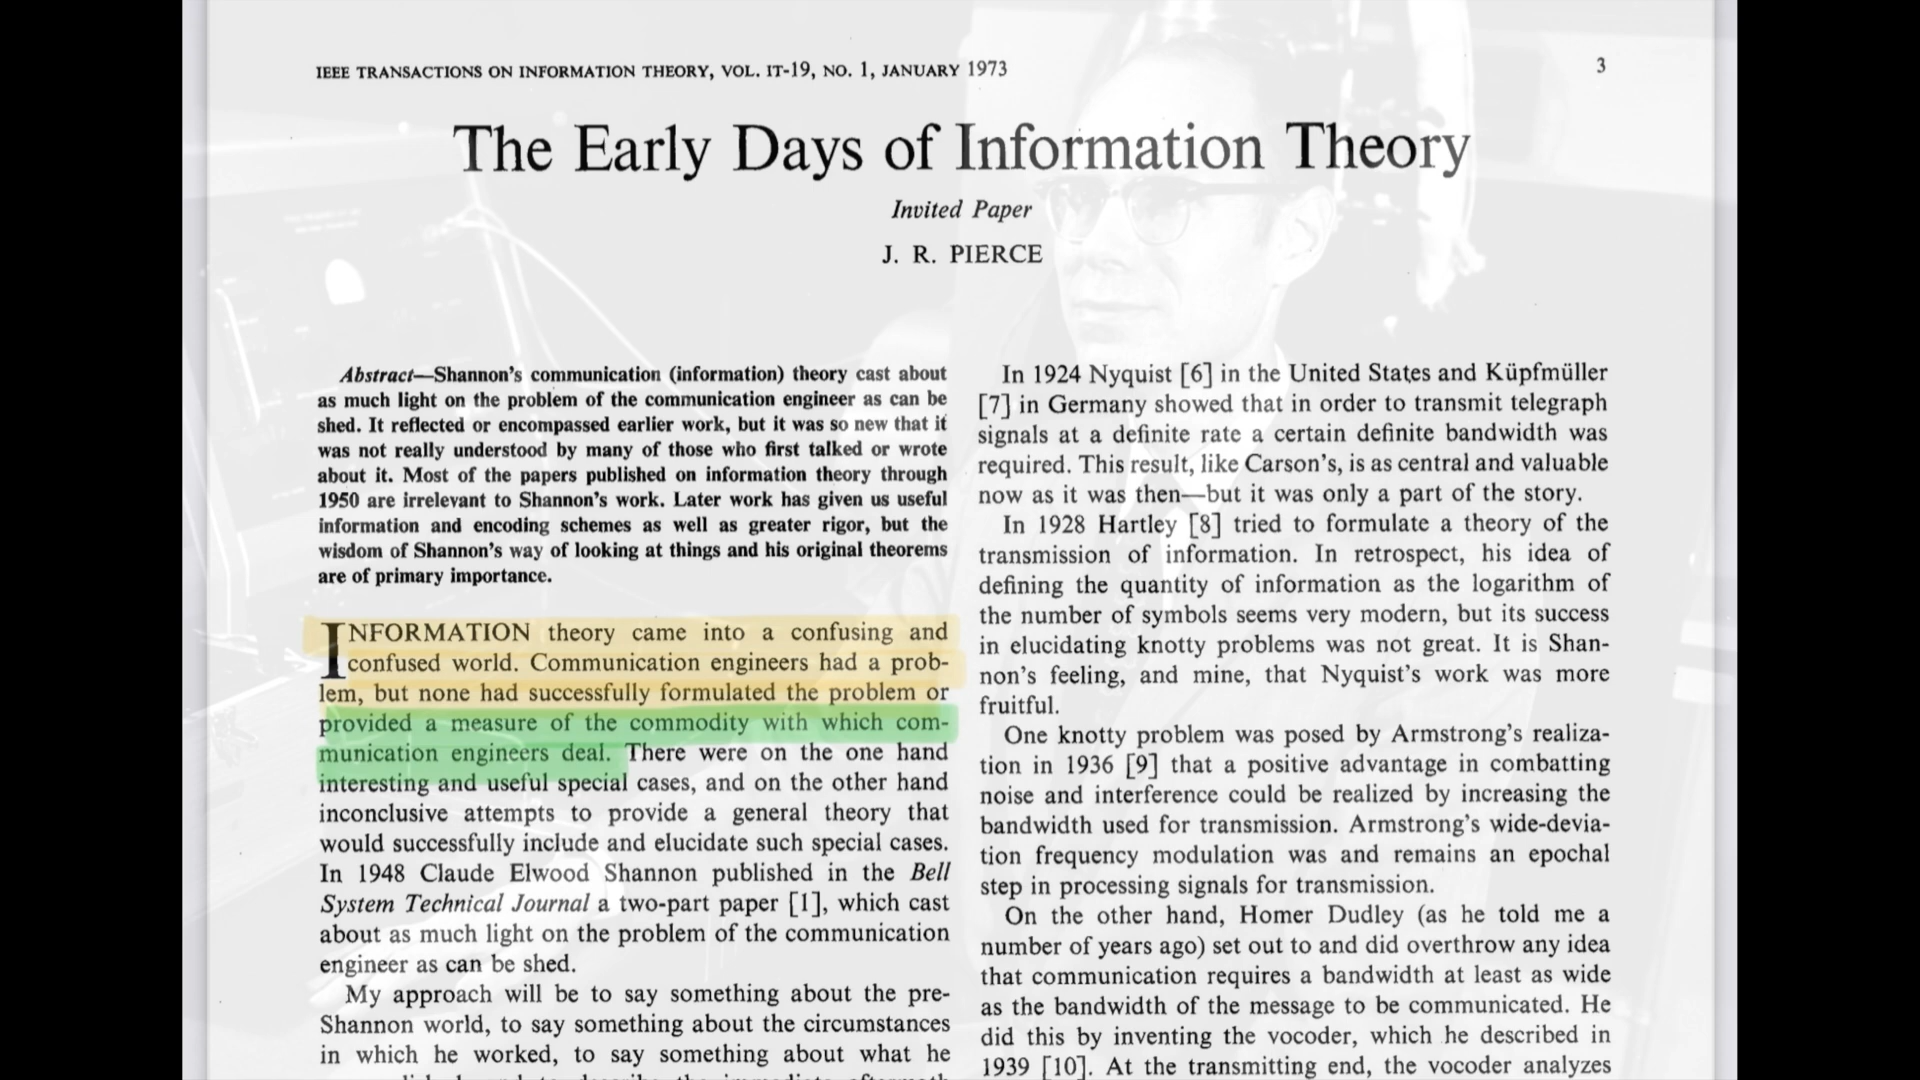 IEEE TRANSACTIONS ON INFORMATION THEORY, VOL. IT-19, NO. 1, JANUARY 1973
3
The Early Days of Information Theory
Invited Paper
J. R. PIERCE
Abstract—Shannon's communication (information) theory cast about
as much light on the problem of the communication engineer as can be
shed. It reflected or encompassed earlier work, but it was so new that it
was not really understood by many of those who first talked or wrote
about it. Most of the papers published on information theory through
1950 are irrelevant to Shannon's work. Later work has given us useful
information and encoding schemes as well as greater rigor, but the
wisdom of Shannon's way of looking at things and his original theorems
are of primary importance.
INFORMATION theory came into a confusing and
confused world. Communication engineers had a prob-
lem, but none had successfully formulated the problem or
provided a measure of the commodity with which com-
munication engineers deal. There were on the one hand
interesting and useful special cases, and on the other hand
inconclusive attempts to provide a general theory that
would successfully include and elucidate such special cases.
In 1948 Claude Elwood Shannon published in the Bell
System Technical Journal a two-part paper [1], which cast
about as much light on the problem of the communication
engineer as can be shed.
My approach will be to say something about the pre-
Shannon world, to say something about the circumstances
in which he worked, to say something about what he
In 1924 Nyquist [6] in the United States and Küpfmüller
[7] in Germany showed that in order to transmit telegraph
signals at a definite rate a certain definite bandwidth was
required. This result, like Carson's, is as central and valuable
now as it was then—but it was only a part of the story.
In 1928 Hartley [8] tried to formulate a theory of the
transmission of information. In retrospect, his idea of
defining the quantity of information as the logarithm of
the number of symbols seems very modern, but its success
in elucidating knotty problems was not great. It is Shan-
non's feeling, and mine, that Nyquist's work was more
fruitful.
One knotty problem was posed by Armstrong's realiza-
tion in 1936 [9] that a positive advantage in combatting
noise and interference could be realized by increasing the
bandwidth used for transmission. Armstrong's wide-devia-
tion frequency modulation was and remains an epochal
step in processing signals for transmission.
On the other hand, Homer Dudley (as he told me a
number of years ago) set out to and did overthrow any idea
that communication requires a bandwidth at least as wide
as the bandwidth of the message to be communicated. He
did this by inventing the vocoder, which he described in
1939 [10]. At the transmitting end, the vocoder analyzes